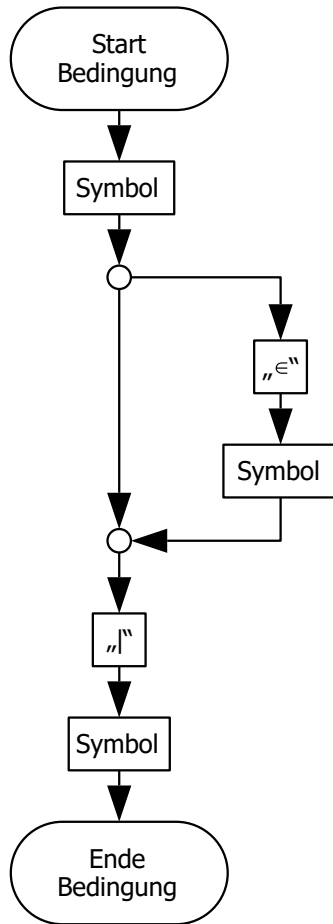 Start
Bedingung
Symbol
„∈“
Symbol
„|“
Symbol
Ende
Bedingung